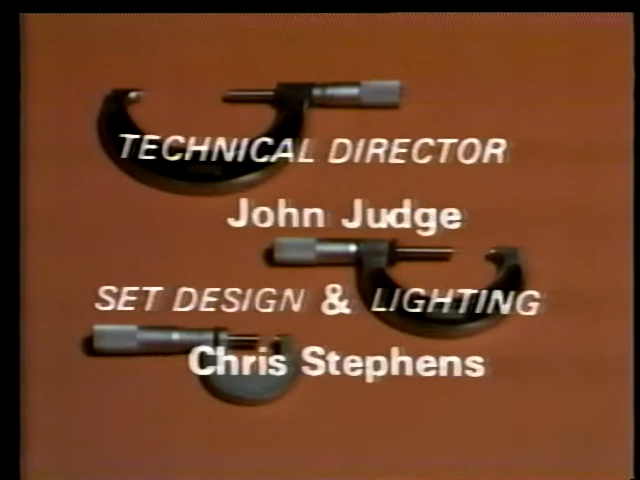 TECHNICAL DIRECTOR
John Judge
SET DESIGN & LIGHTING
Chris Stephens